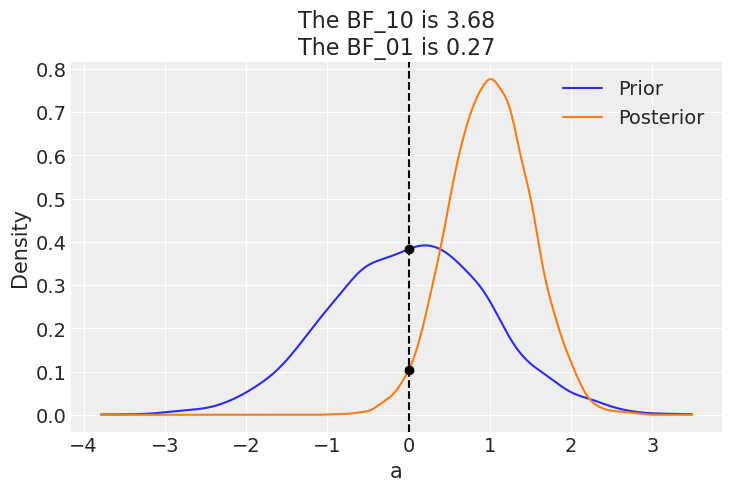 The BF_10 is 3.68
The BF_01 is 0.27
Prior
Posterior
0.8
0.7
0.6
0.5
0.4
0.3
0.2
0.1
0.0
Density
−4 −3 −2 −1 0 1 2 3
a